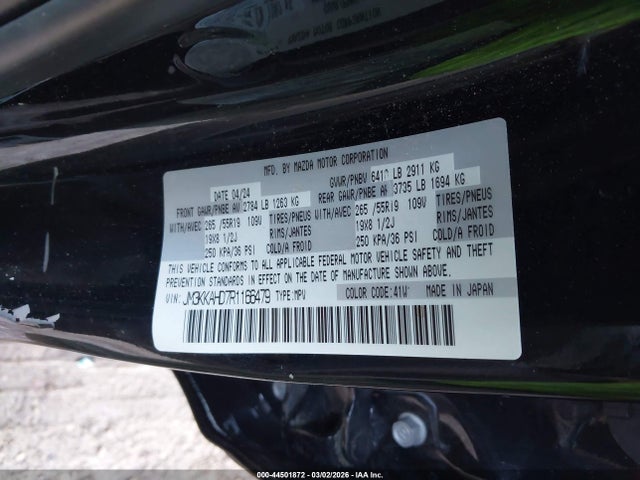 MFD. BY MAZDA MOTOR CORPORATION
DATE 04/24 GVWR/PNBV 6419 LB 2911 KG
FRONT GAWR/PNBE AV 2784 LB 1263 KG REAR GAWR/PNBE AR 3735 LB 1694 KG
WITH/AVEC 265 /55R19 109V TIRES/PNEUS WITH/AVEC 265 /55R19 109V TIRES/PNEUS
19X8 1/2J RIMS/JANTES 19X8 1/2J RIMS/JANTES
250 KPA/36 PSI COLD/A FROID 250 KPA/36 PSI COLD/A FROID
THIS VEHICLE CONFORMS TO ALL APPLICABLE FEDERAL MOTOR VEHICLE SAFETY AND THEFT
PREVENTION STANDARDS IN EFFECT ON THE DATE OF MANUFACTURE SHOWN ABOVE.
VIN: JM3KKAHD7R1166479 TYPE:MPV COLOR CODE:41W MADE IN JAPAN
000-44501872 - 03/02/2026 - IAA Inc.